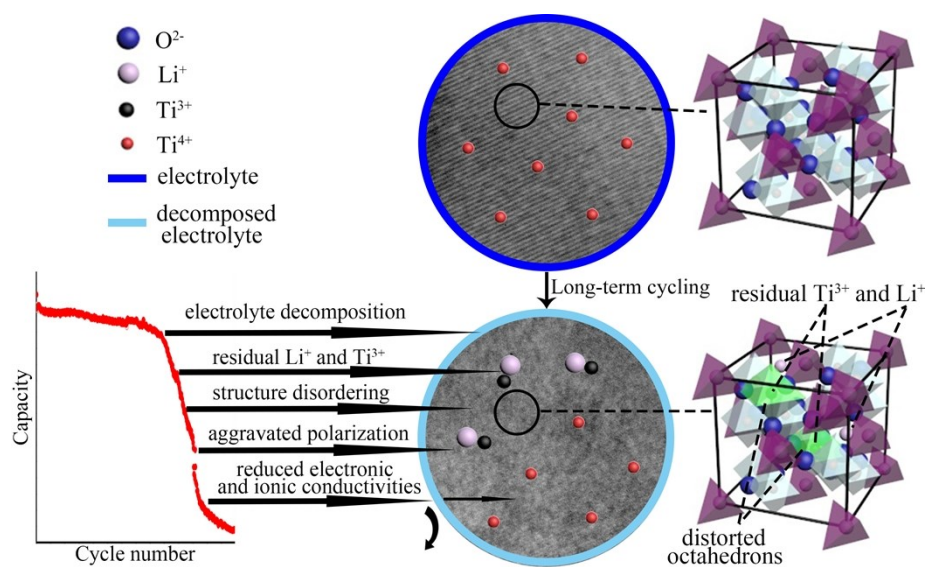 O²⁻
Li⁺
Ti³⁺
Ti⁴⁺
electrolyte
decomposed
electrolyte
Long-term cycling
residual Ti³⁺ and Li⁺
electrolyte decomposition
residual Li⁺ and Ti³⁺
structure disordering
aggravated polarization
reduced electronic
and ionic conductivities
Capacity
Cycle number
distorted
octahedrons